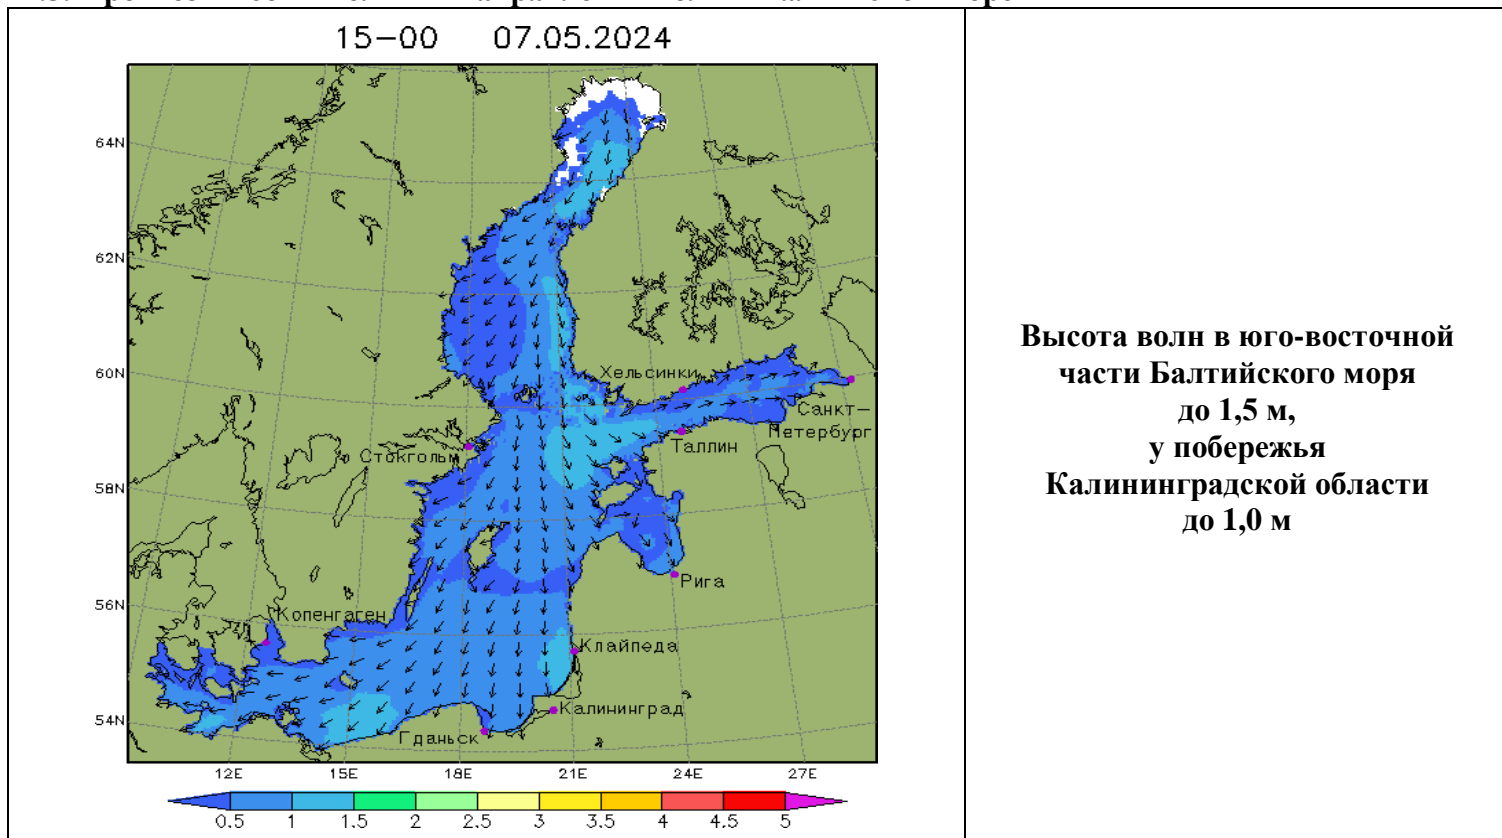 15-00 07.05.2024
64N
62N
60N
58N
56N
54N
Хельсинки
Санкт-
Петербург
Таллин
Стокгольм
Рига
Копенгаген
Клайпеда
Калининград
Гданьск
12E 15E 18E 21E 24E 27E
0.5 1 1.5 2 2.5 3 3.5 4 4.5 5
Высота волн в юго-восточной
части Балтийского моря
до 1,5 м,
у побережья
Калининградской области
до 1,0 м